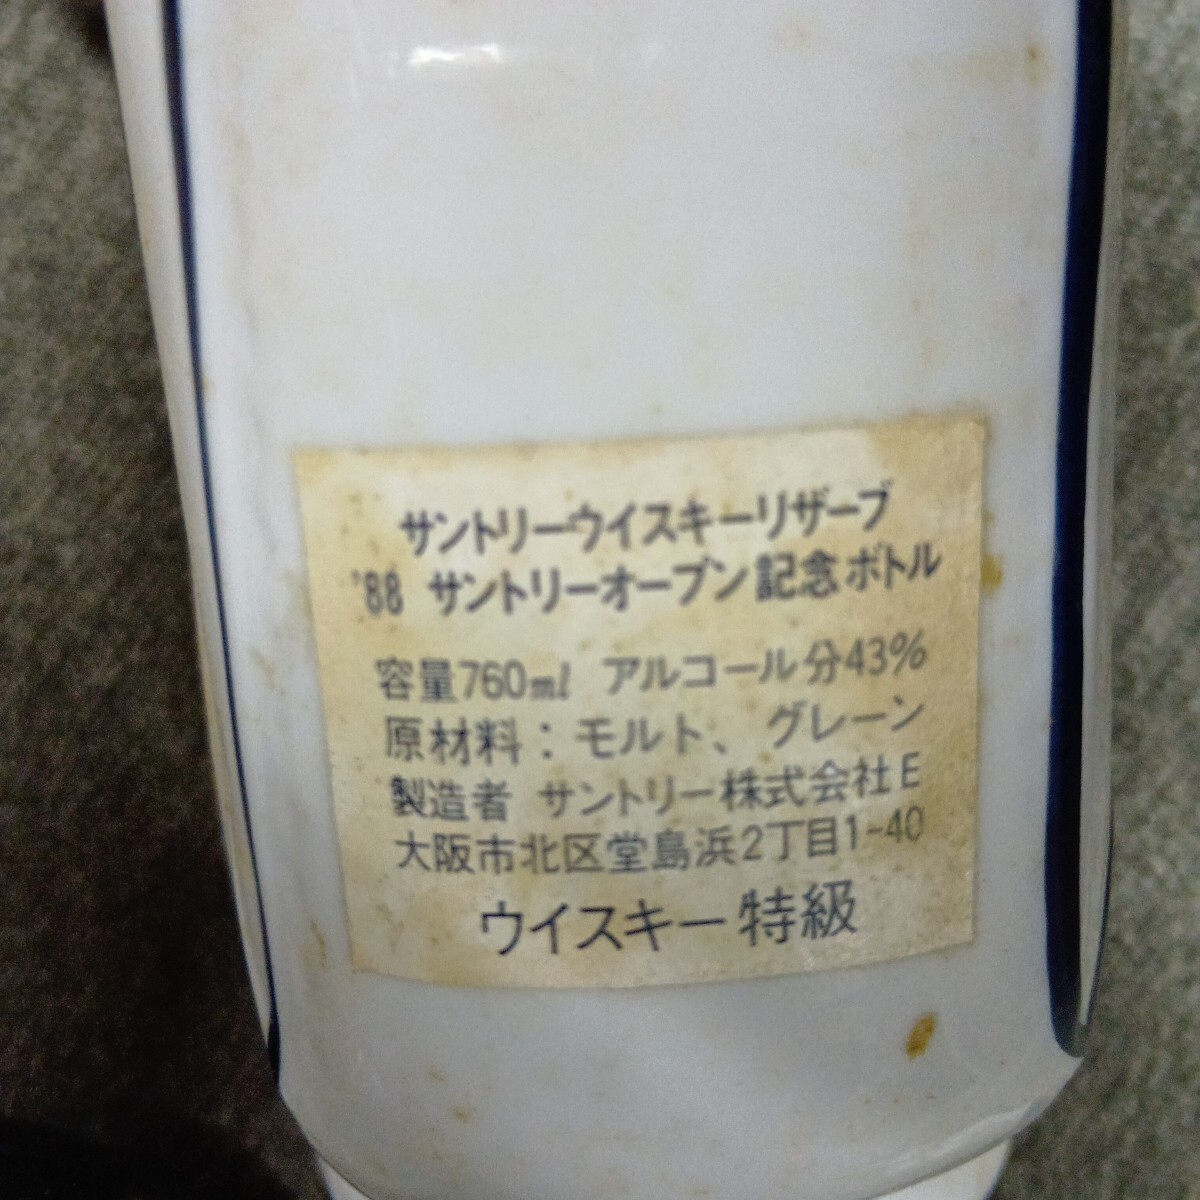 サントリーウイスキーリザーブ
'88 サントリーオープン記念ボトル
容量760ml アルコール分43%
原材料：モルト、グレーン
製造者 サントリー株式会社E
大阪市北区堂島浜2丁目1-40
ウイスキー特級